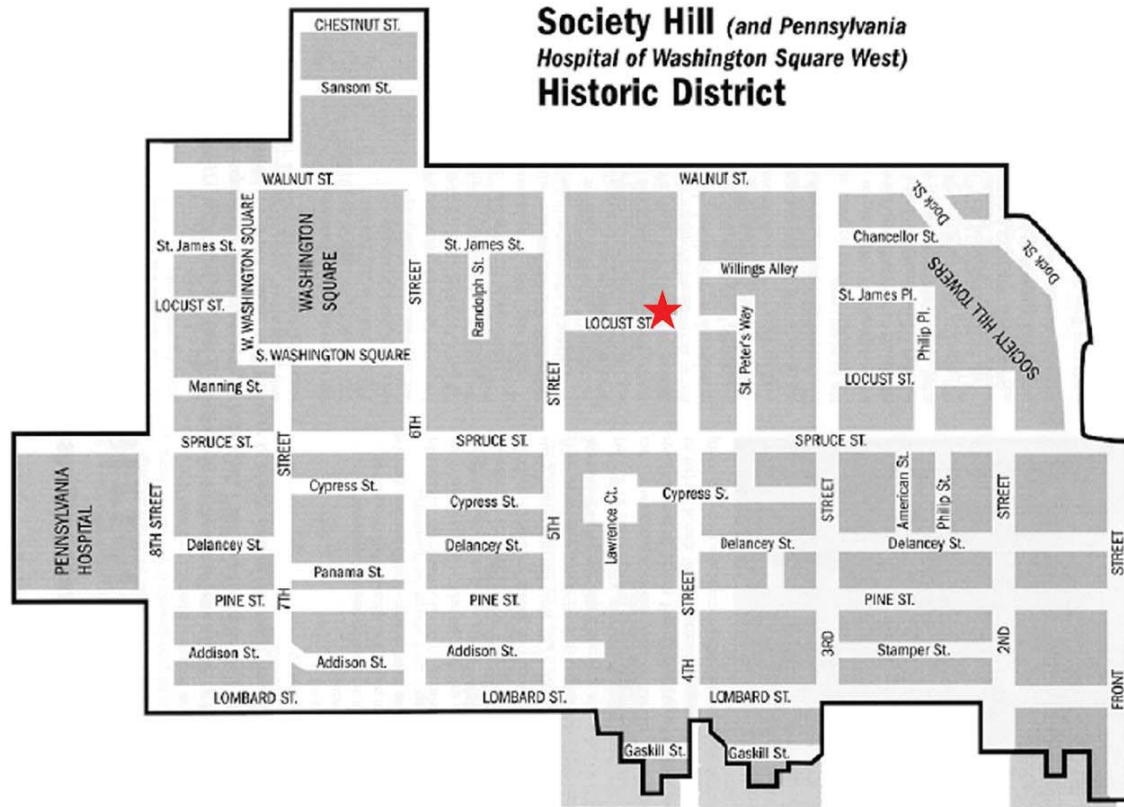 CHESTNUT ST.
Society Hill (and Pennsylvania
Hospital of Washington Square West)
Historic District
Sansom St.
WALNUT ST.
WALNUT ST.
Dock St.
Dock St.
St. James St.
W. WASHINGTON SQUARE
WASHINGTON
SQUARE
STREET
St. James St.
Randolph St.
Chancellor St.
Willings Alley
SOCIETY HILL TOWERS
LOCUST ST.
LOCUST ST.
St. Peter's Way
St. James Pl.
Philip Pl.
S. WASHINGTON SQUARE
Manning St.
STREET
LOCUST ST.
6TH
SPRUCE ST.
SPRUCE ST.
SPRUCE ST.
STREET
PENNSYLVANIA
HOSPITAL
8TH STREET
Cypress St.
Cypress St.
5TH
Lawrence Ct.
Cypress S.
STREET
American St.
Philip St.
STREET
Delancey St.
Delancey St.
Delancey St.
Delancey St.
STREET
Panama St.
PINE ST.
7TH
PINE ST.
STREET
PINE ST.
Addison St.
Addison St.
Addison St.
4TH
3RD
Stamper St.
2ND
FRONT
LOMBARD ST.
LOMBARD ST.
LOMBARD ST.
Gaskill St.
Gaskill St.